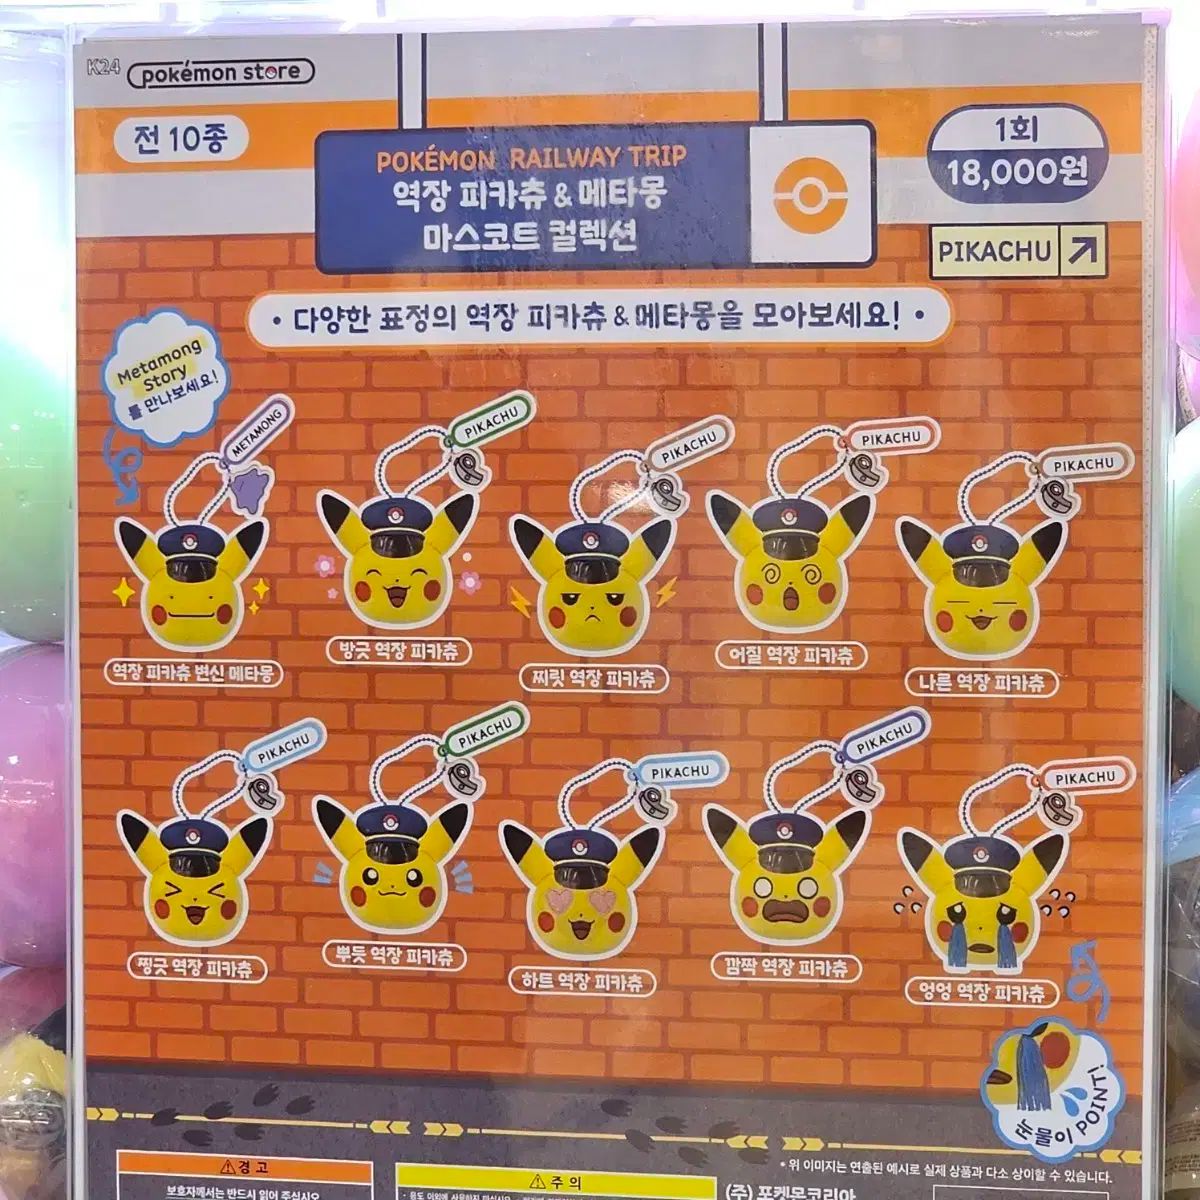 K24
pokémon store
전 10종
POKÉMON RAILWAY TRIP
역장 피카츄 & 메타몽
마스코트 컬렉션
1회
18,000원
PIKACHU
• 다양한 표정의 역장 피카츄 & 메타몽을 모아보세요! •
Metamong
Story
를 만나보세요!
METAMONG
PIKACHU
PIKACHU
PIKACHU
PIKACHU
역장 피카츄 변신 메타몽
방긋 역장 피카츄
찌릿 역장 피카츄
어질 역장 피카츄
나른 역장 피카츄
PIKACHU
PIKACHU
PIKACHU
PIKACHU
PIKACHU
찡긋 역장 피카츄
뿌듯 역장 피카츄
하트 역장 피카츄
깜짝 역장 피카츄
엉엉 역장 피카츄
눈물이 POINT!
* 위 이미지는 연출된 예시로 실제 상품과 다소 상이할 수 있습니다.
⚠경고
보호자께서는 반드시 읽어 주십시오
⚠주의
(주) 포켓몬코리아